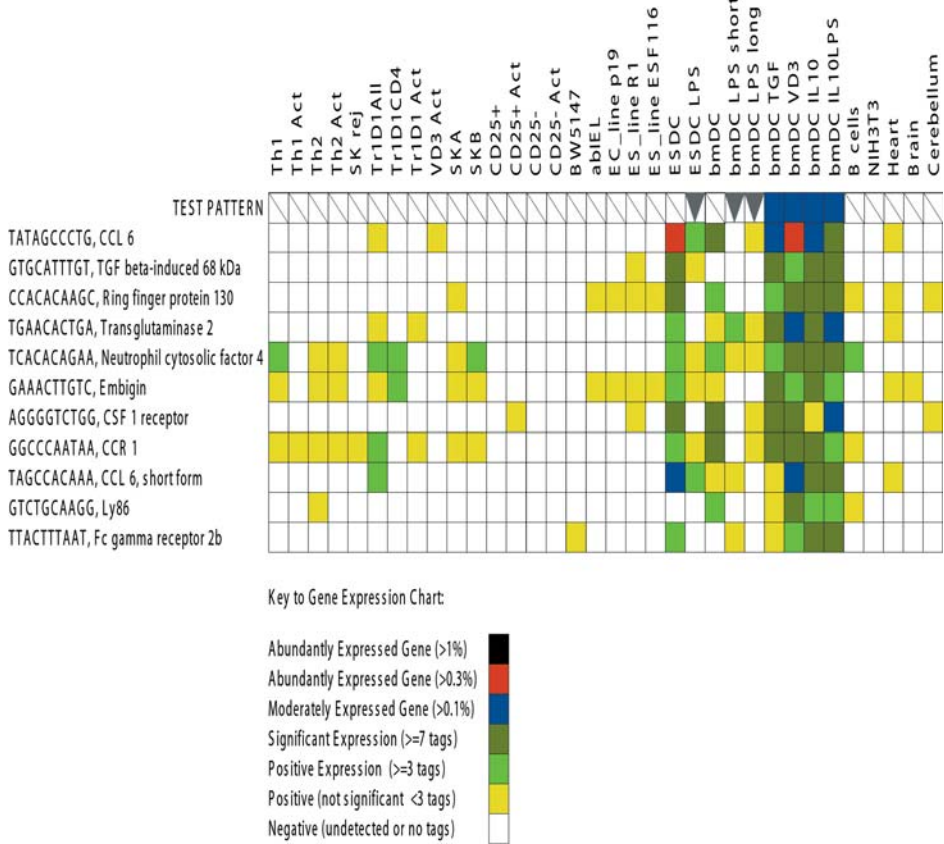 Th1
Th1 Act
Th2
Th2 Act
SK rej
Tr1D1All
Tr1D1CD4
Tr1D1 Act
VD3 Act
SKA
SKB
CD25+
CD25+ Act
CD25-
CD25- Act
BW5147
ablEL
EC_line p19
ES_line R1
ES_line ESF116
ESDC
ESDC LPS
bmDC
bmDC LPS short
bmDC LPS long
bmDC TGF
bmDC VD3
bmDC IL10
bmDC IL10LPS
B cells
NIH3T3
Heart
Brain
Cerebellum
TEST PATTERN
TATAGCCCTG, CCL 6
GTGCATTTGT, TGF beta-induced 68 kDa
CCACACAAGC, Ring finger protein 130
TGAACACTGA, Transglutaminase 2
TCACACAGAA, Neutrophil cytosolic factor 4
GAAACTTGTC, Embigin
AGGGGTCTGG, CSF 1 receptor
GGCCCAATAA, CCR 1
TAGCCACAAA, CCL 6, short form
GTCTGCAAGG, Ly86
TTACTTTAAT, Fc gamma receptor 2b
Key to Gene Expression Chart:
Abundantly Expressed Gene (>1%)
Abundantly Expressed Gene (>0.3%)
Moderately Expressed Gene (>0.1%)
Significant Expression (>=7 tags)
Positive Expression (>=3 tags)
Positive (not significant <3 tags)
Negative (undetected or no tags)